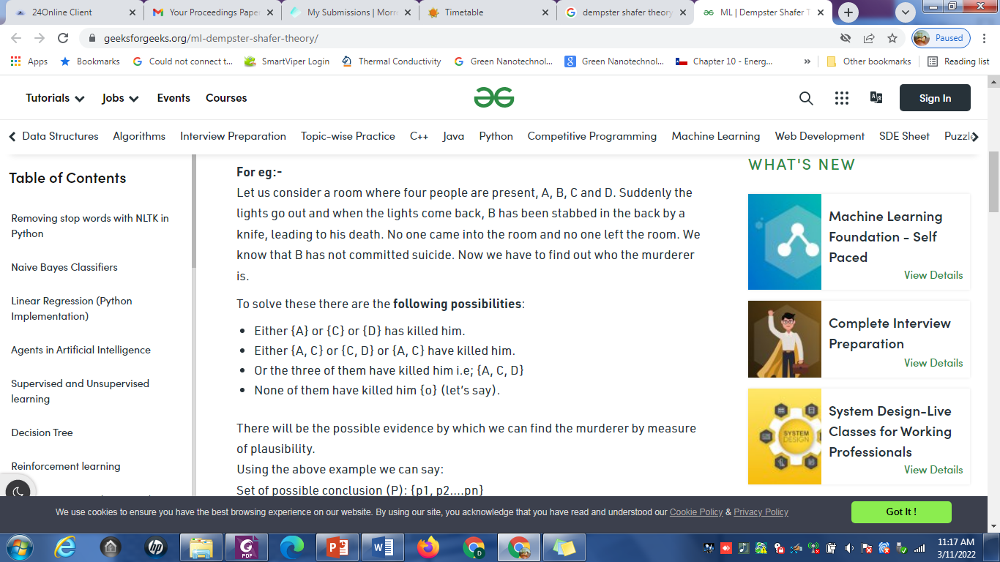 24Online Client
Your Proceedings Paper
My Submissions | Morr
Timetable
dempster shafer theory
ML | Dempster Shafer T
geeksforgeeks.org/ml-dempster-shafer-theory/
Paused
Apps
Bookmarks
Could not connect t...
SmartViper Login
Thermal Conductivity
Green Nanotechnol...
Green Nanotechnol...
Chapter 10 - Energ...
»
Other bookmarks
Reading list
Tutorials
Jobs
Events
Courses
Sign In
Data Structures
Algorithms
Interview Preparation
Topic-wise Practice
C++
Java
Python
Competitive Programming
Machine Learning
Web Development
SDE Sheet
Puzzle
Table of Contents
Removing stop words with NLTK in
Python
Naive Bayes Classifiers
Linear Regression (Python
Implementation)
Agents in Artificial Intelligence
Supervised and Unsupervised
learning
Decision Tree
Reinforcement learning
For eg:-
Let us consider a room where four people are present, A, B, C and D. Suddenly the
lights go out and when the lights come back, B has been stabbed in the back by a
knife, leading to his death. No one came into the room and no one left the room. We
know that B has not committed suicide. Now we have to find out who the murderer
is.
To solve these there are the following possibilities:
• Either {A} or {C} or {D} has killed him.
• Either {A, C} or {C, D} or {A, C} have killed him.
• Or the three of them have killed him i.e; {A, C, D}
• None of them have killed him {o} (let's say).
There will be the possible evidence by which we can find the murderer by measure
of plausibility.
Using the above example we can say:
Set of possible conclusion (P): {p1, p2....pn}
WHAT'S NEW
Machine Learning
Foundation - Self
Paced
View Details
Complete Interview
Preparation
View Details
SYSTEM
DESIGN
System Design-Live
Classes for Working
Professionals
View Details
We use cookies to ensure you have the best browsing experience on our website. By using our site, you acknowledge that you have read and understood our Cookie Policy & Privacy Policy
Got It !
hp
PDF
11:17 AM
3/11/2022